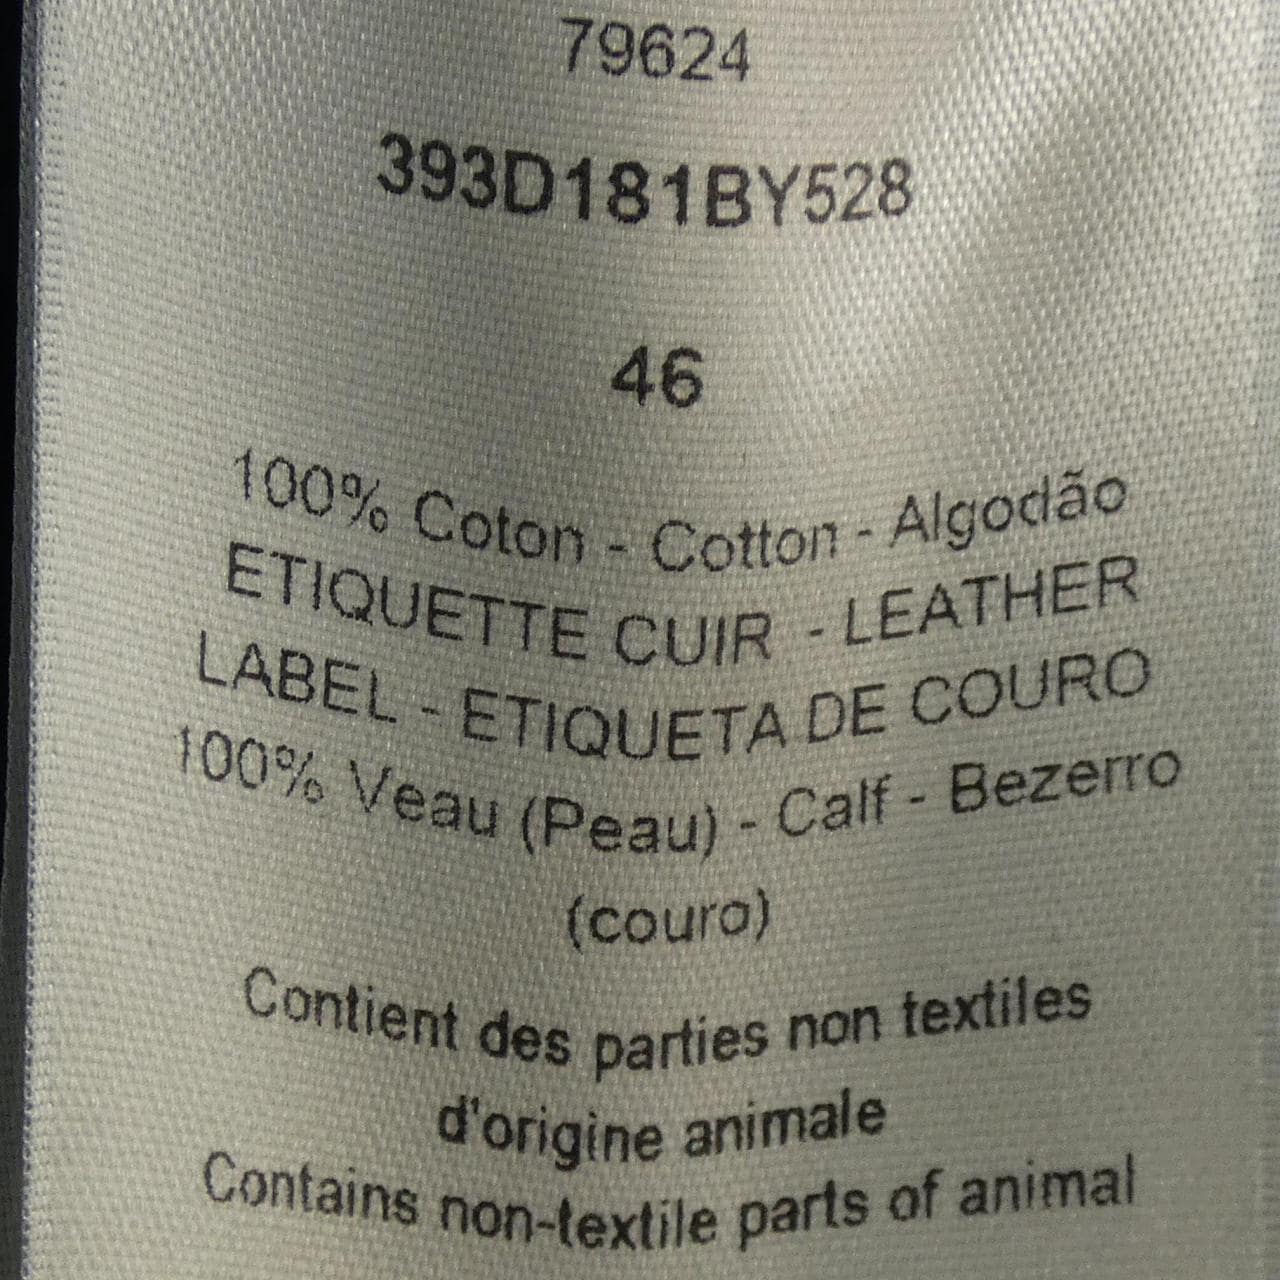 79624
393D181BY528
46
100% Coton - Cotton - Algodão
ETIQUETTE CUIR - LEATHER
LABEL - ETIQUETA DE COURO
100% Veau (Peau) - Calf - Bezerro
(couro)
Contient des parties non textiles
d'origine animale
Contains non-textile parts of animal